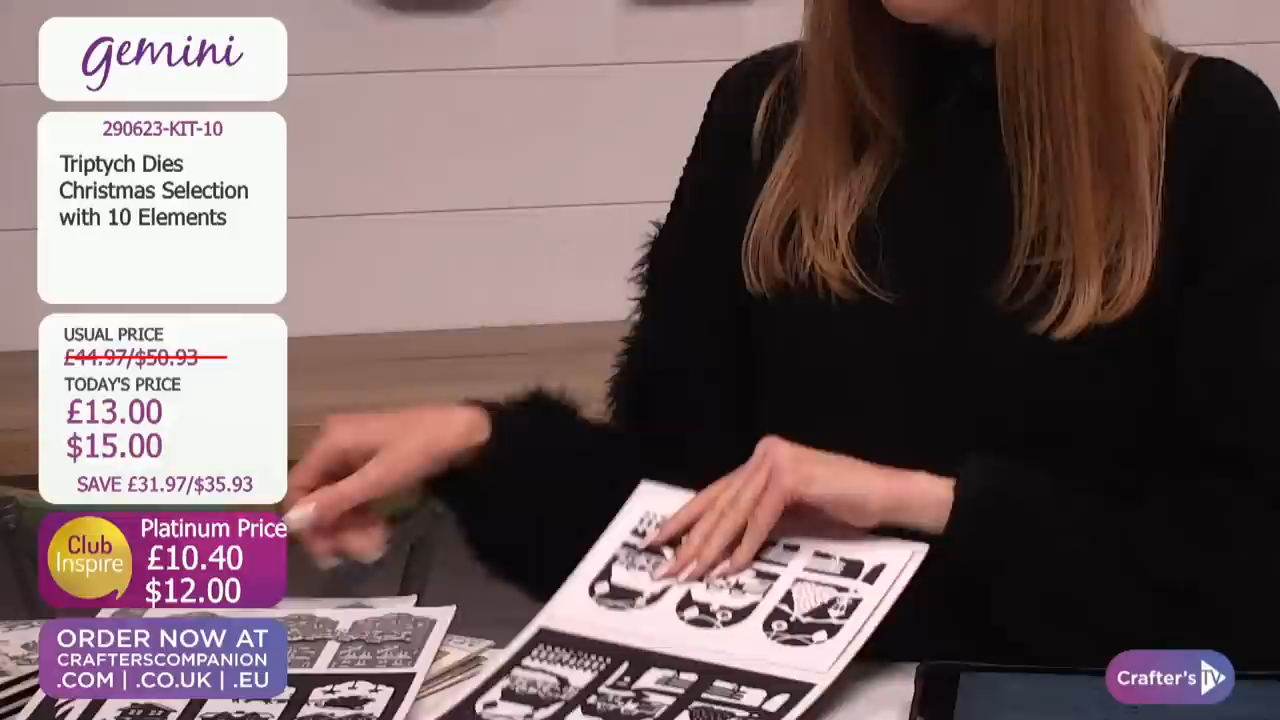 gemini
290623-KIT-10
Triptych Dies
Christmas Selection
with 10 Elements
USUAL PRICE
£44.97/$50.93
TODAY'S PRICE
£13.00
$15.00
SAVE £31.97/$35.93
Club
Inspire
Platinum Price
£10.40
$12.00
ORDER NOW AT
CRAFTERSCOMPANION
.COM | .CO.UK | .EU
Crafter's TV